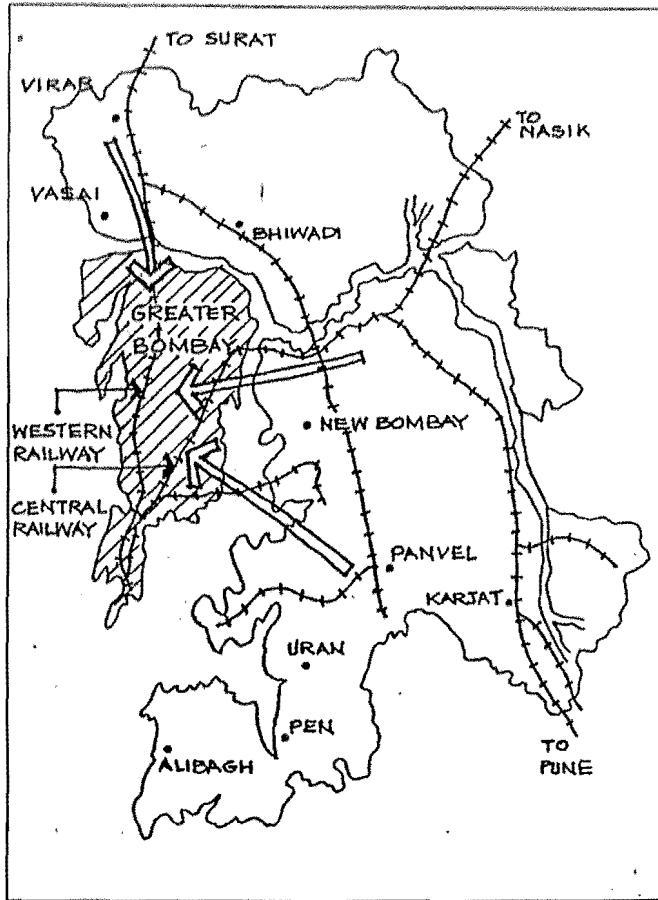 TO SURAT
VIRAR
TO
NASIK
VASAI
BHIWADI
GREATER
BOMBAY
WESTERN
RAILWAY
NEW BOMBAY
CENTRAL
RAILWAY
PANVEL
KARJAT
URAN
PEN
ALIBAGH
TO
PUNE